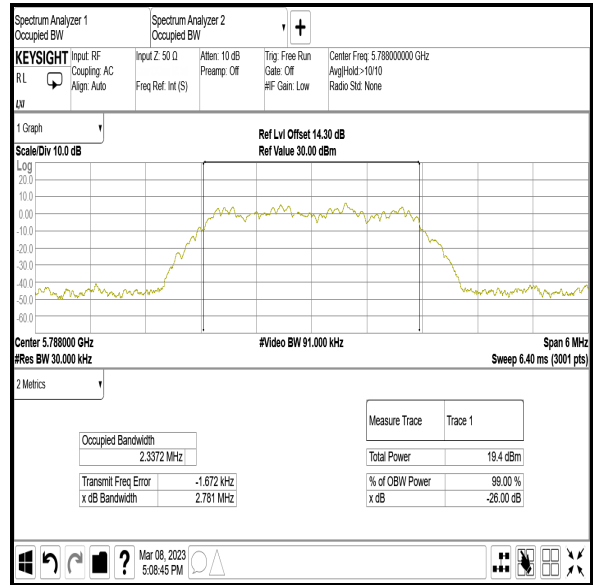 Spectrum Analyzer 1
Occupied BW
Spectrum Analyzer 2
Occupied BW
KEYSIGHT
RL
LXI
Input: RF
Coupling: AC
Align: Auto
Input Z: 50 Ω
Freq Ref: Int (S)
Atten: 10 dB
Preamp: Off
Trig: Free Run
Gate: Off
#IF Gain: Low
Center Freq: 5.788000000 GHz
Avg|Hold:>10/10
Radio Std: None
1 Graph
Scale/Div 10.0 dB
Ref Lvl Offset 14.30 dB
Ref Value 30.00 dBm
Log
20.0
10.0
0.00
-10.0
-20.0
-30.0
-40.0
-50.0
-60.0
Center 5.788000 GHz
#Video BW 91.000 kHz
Span 6 MHz
#Res BW 30.000 kHz
Sweep 6.40 ms (3001 pts)
2 Metrics
Occupied Bandwidth
2.3372 MHz
Transmit Freq Error -1.672 kHz
x dB Bandwidth 2.781 MHz
Measure Trace Trace 1
Total Power 19.4 dBm
% of OBW Power 99.00 %
x dB -26.00 dB
?
Mar 08, 2023
5:08:45 PM